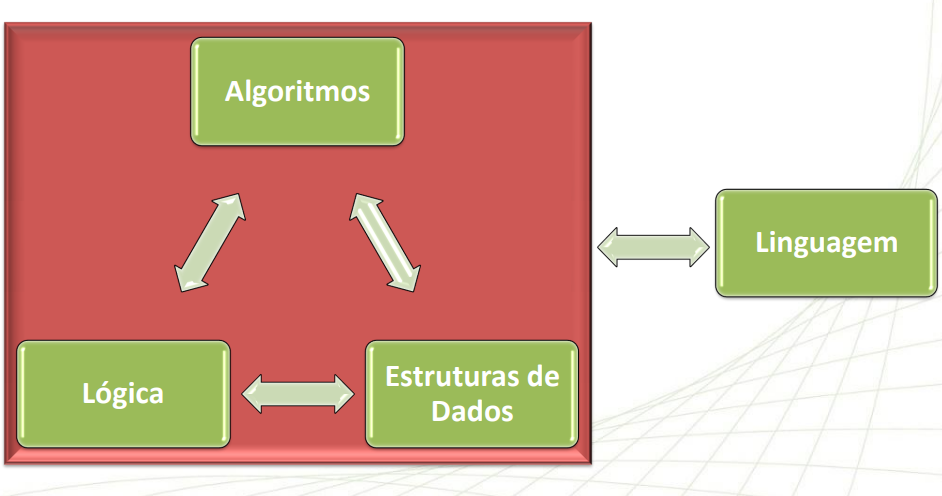 Algoritmos
Linguagem
Lógica
Estruturas de
Dados